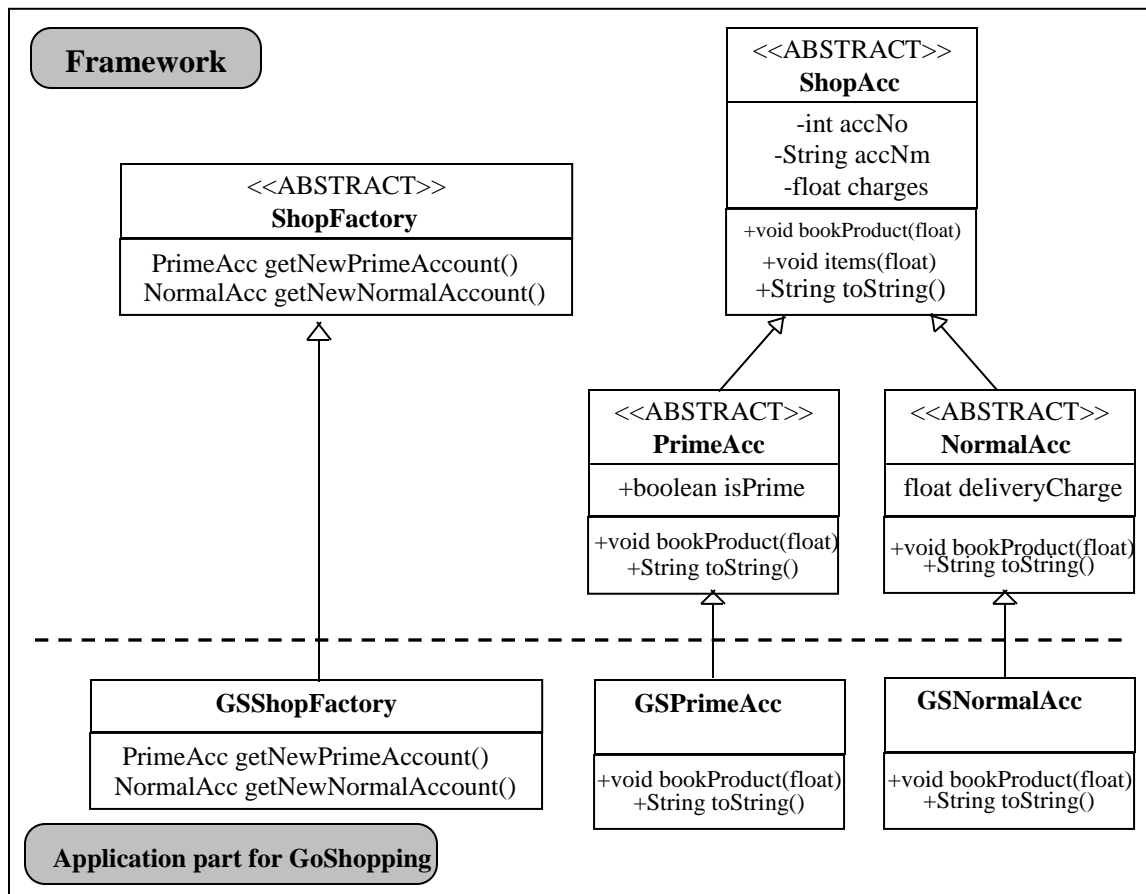 Framework
<<ABSTRACT>>
ShopAcc
-int accNo
-String accNm
-float charges
+void bookProduct(float)
+void items(float)
+String toString()
<<ABSTRACT>>
ShopFactory
PrimeAcc getNewPrimeAccount()
NormalAcc getNewNormalAccount()
<<ABSTRACT>>
PrimeAcc
+boolean isPrime
+void bookProduct(float)
+String toString()
<<ABSTRACT>>
NormalAcc
float deliveryCharge
+void bookProduct(float)
+String toString()
GSShopFactory
PrimeAcc getNewPrimeAccount()
NormalAcc getNewNormalAccount()
GSPrimeAcc
+void bookProduct(float)
+String toString()
GSNormalAcc
+void bookProduct(float)
+String toString()
Application part for GoShopping